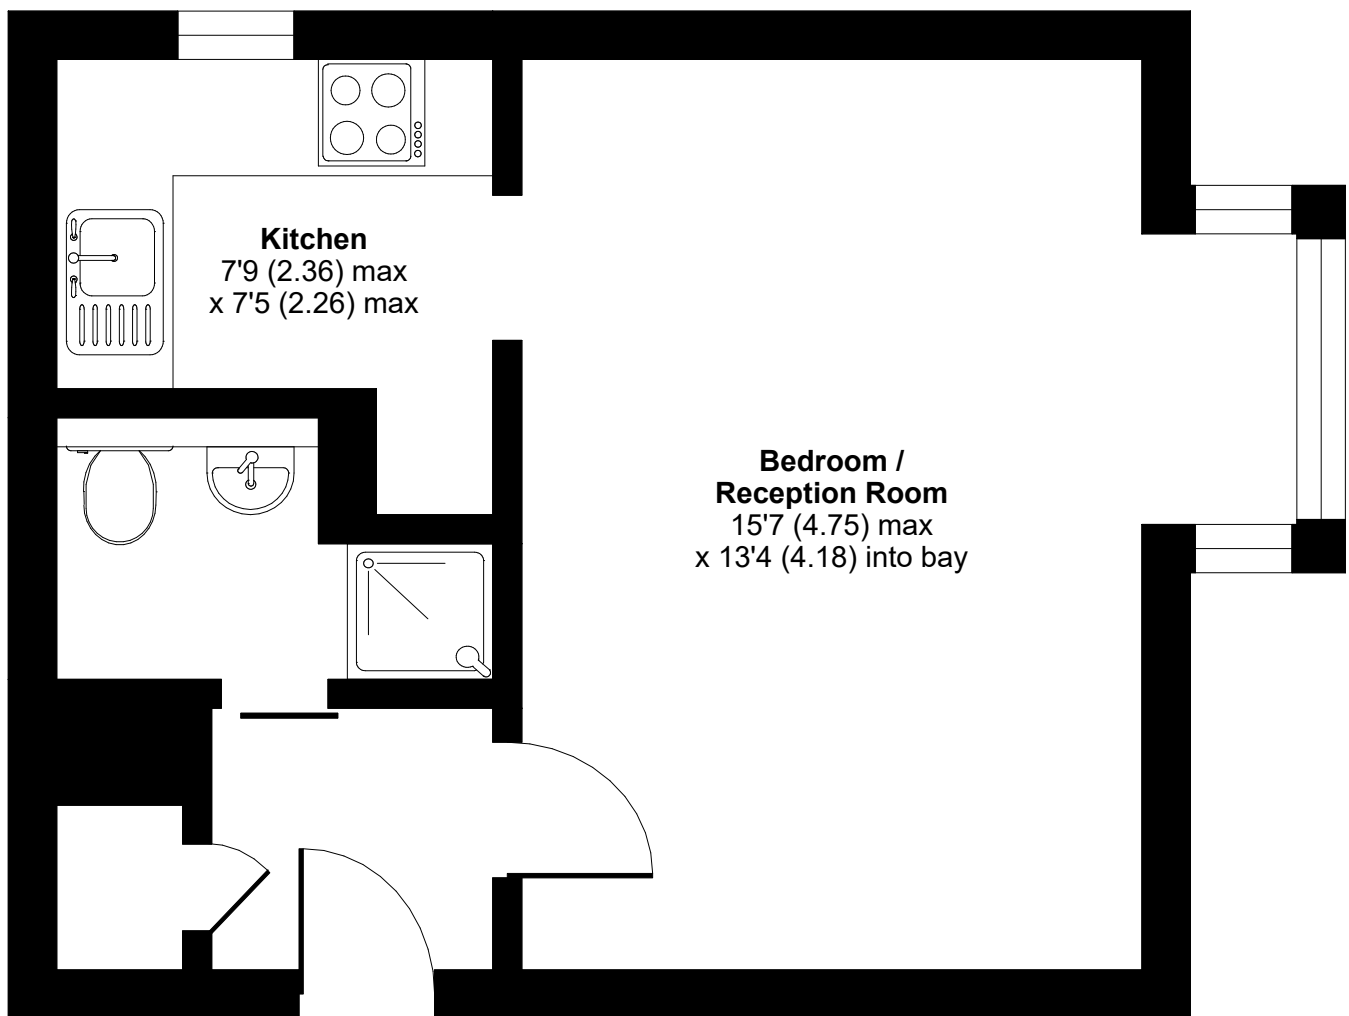 Kitchen
7'9 (2.36) max
x 7'5 (2.26) max
Bedroom /
Reception Room
15'7 (4.75) max
x 13'4 (4.18) into bay